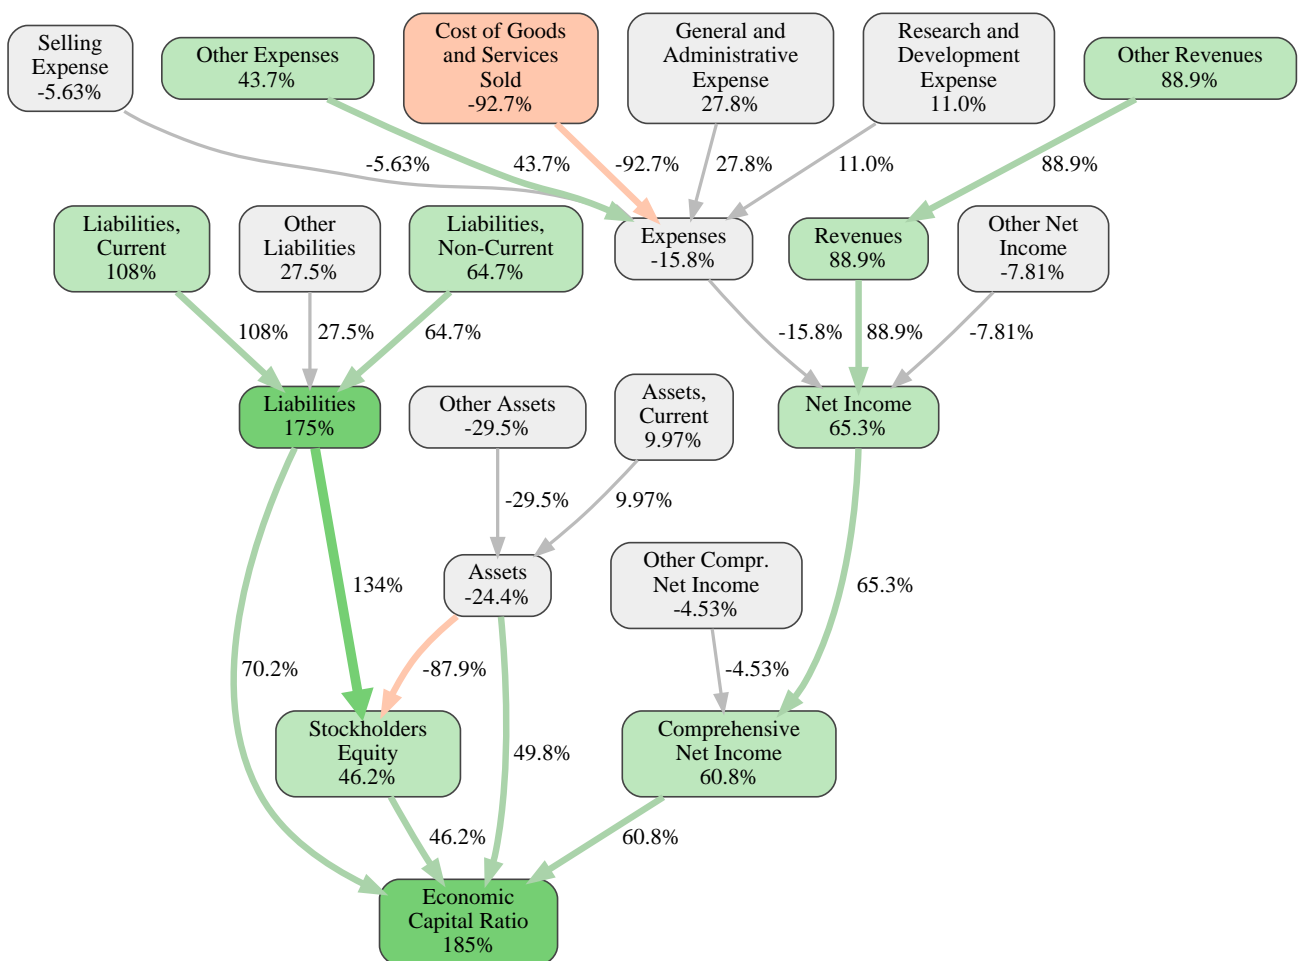 Selling
Expense
-5.63%
Other Expenses
43.7%
Cost of Goods
and Services
Sold
-92.7%
General and
Administrative
Expense
27.8%
Research and
Development
Expense
11.0%
Other Revenues
88.9%
-5.63%
43.7%
-92.7%
27.8%
11.0%
88.9%
Liabilities,
Current
108%
Other
Liabilities
27.5%
Liabilities,
Non-Current
64.7%
Expenses
-15.8%
Revenues
88.9%
Other Net
Income
-7.81%
108%
27.5%
64.7%
-15.8%
88.9%
-7.81%
Liabilities
175%
Other Assets
-29.5%
Assets,
Current
9.97%
Net Income
65.3%
-29.5%
9.97%
Assets
-24.4%
Other Compr.
Net Income
-4.53%
134%
65.3%
70.2%
-87.9%
-4.53%
Stockholders
Equity
46.2%
49.8%
Comprehensive
Net Income
60.8%
46.2%
60.8%
Economic
Capital Ratio
185%